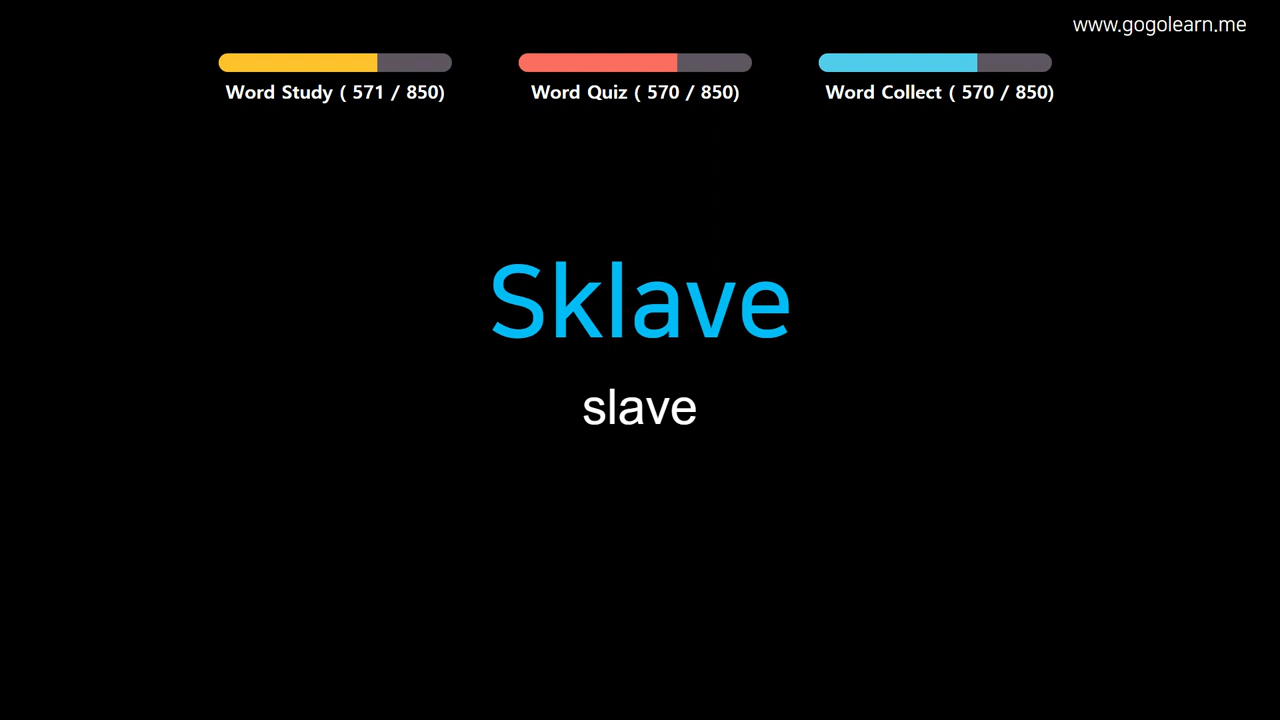 www.gogolearn.me
Word Study ( 571 / 850)
Word Quiz ( 570 / 850)
Word Collect ( 570 / 850)
Sklave
slave